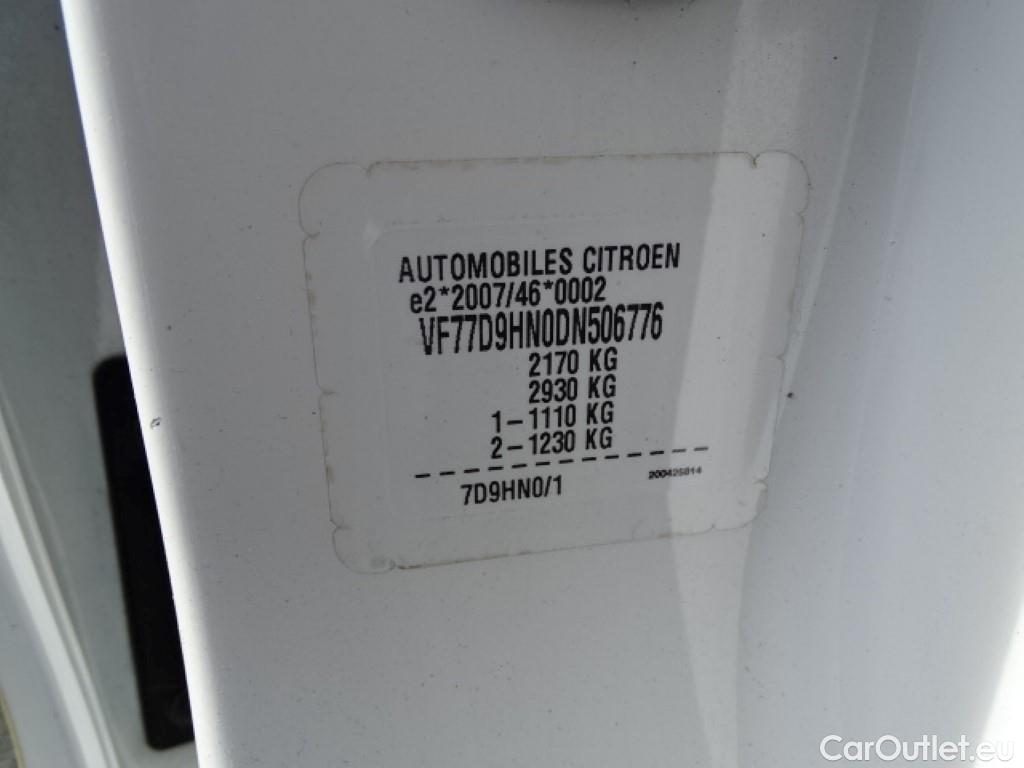 AUTOMOBILES CITROEN
e2*2007/46*0002
VF77D9HN0DN506776
2170 KG
2930 KG
1-1110 KG
2-1230 KG
7D9HN0/1
CarOutlet.eu